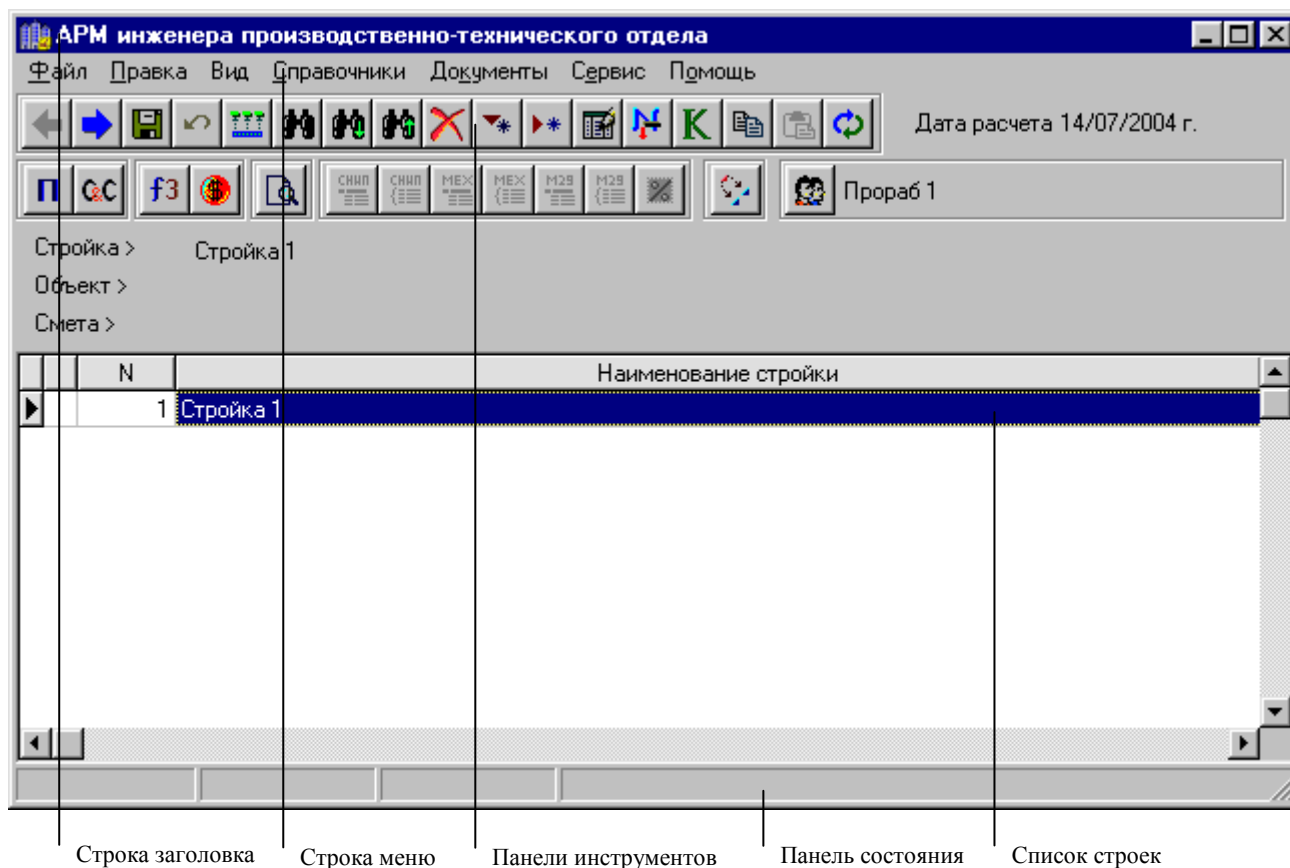 АРМ инженера производственно-технического отдела
Файл Правка Вид Справочники Документы Сервис Помощь
K Дата расчета 14/07/2004 г.
П C&C f3 $ СНИП СНИП МЕХ МЕХ М29 М29 % Прораб 1
Стройка > Стройка 1
Объект >
Смета >
N Наименование стройки
1 Стройка 1
Строка заголовка Строка меню Панели инструментов Панель состояния Список строек